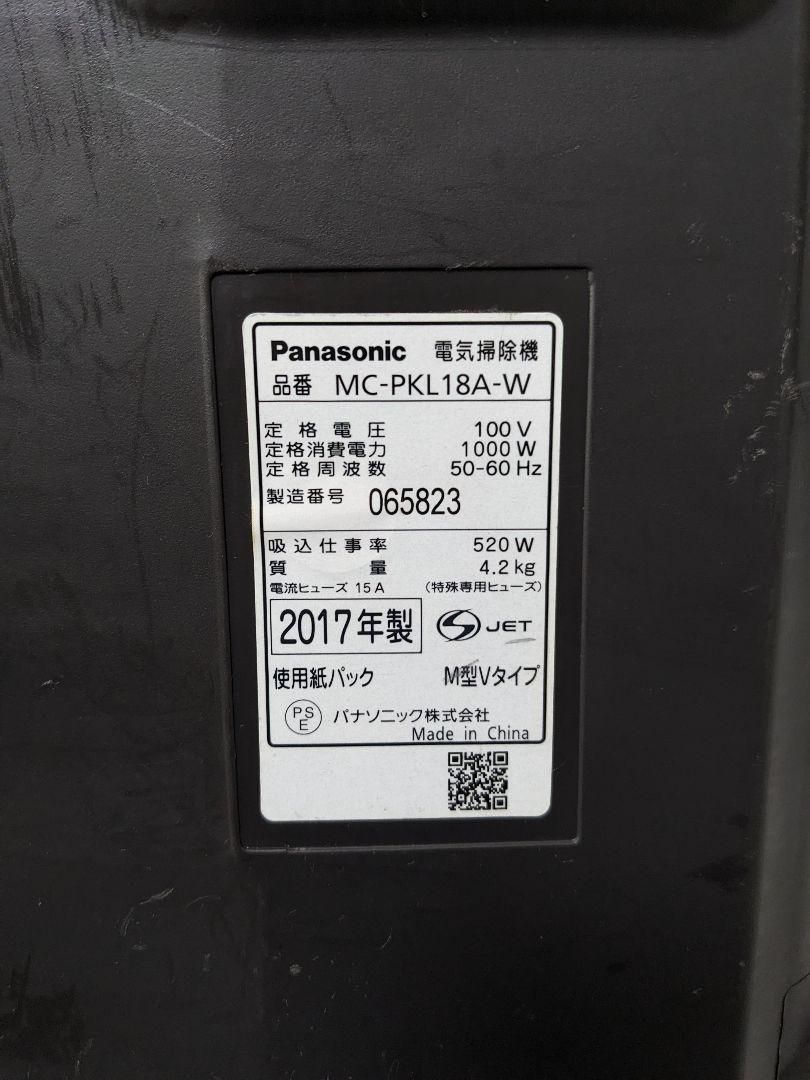 Panasonic 電気掃除機
品番 MC-PKL18A-W
定格電圧 100 V
定格消費電力 1000 W
定格周波数 50-60 Hz
製造番号 065823
吸込仕事率 520 W
質量 4.2 kg
電流ヒューズ 15 A (特殊専用ヒューズ)
2017年製 S JET
使用紙パック M型Vタイプ
PSE パナソニック株式会社
Made in China